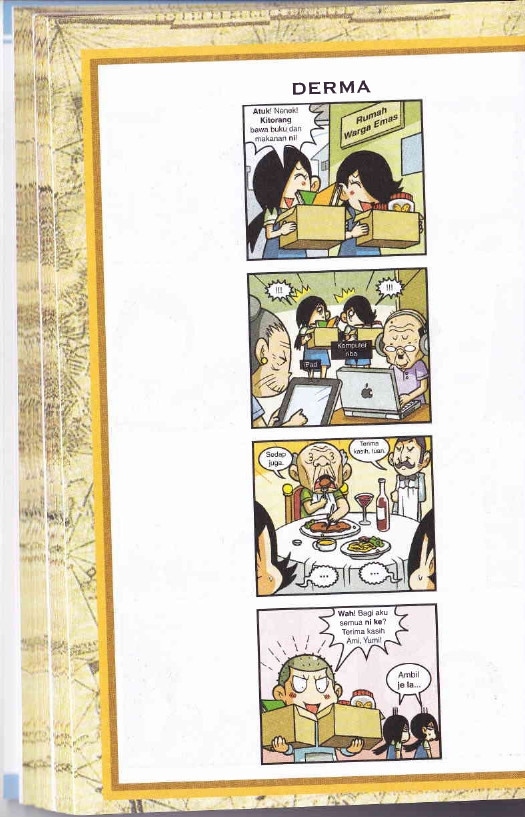 DERMA
Atuk! Nenek!
Kitorang
bawa buku dan
makanan ni!
Rumah
Warga Emas
!!!
!!!
iPad
Komputer
riba
Sedap
juga.
Terima
kasih, tuan.
...
...
Wah! Bagi aku
semua ni ke?
Terima kasih
Ami, Yumi!
Ambil
je la...